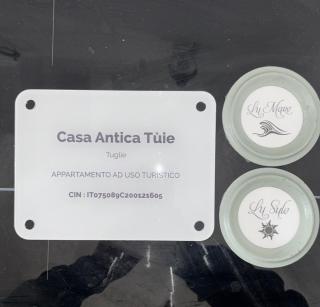 Casa Antica Tùie
Tuglie
APPARTAMENTO AD USO TURISTICO
CIN : IT075089C200121605
Lu Mare
Lu Sule